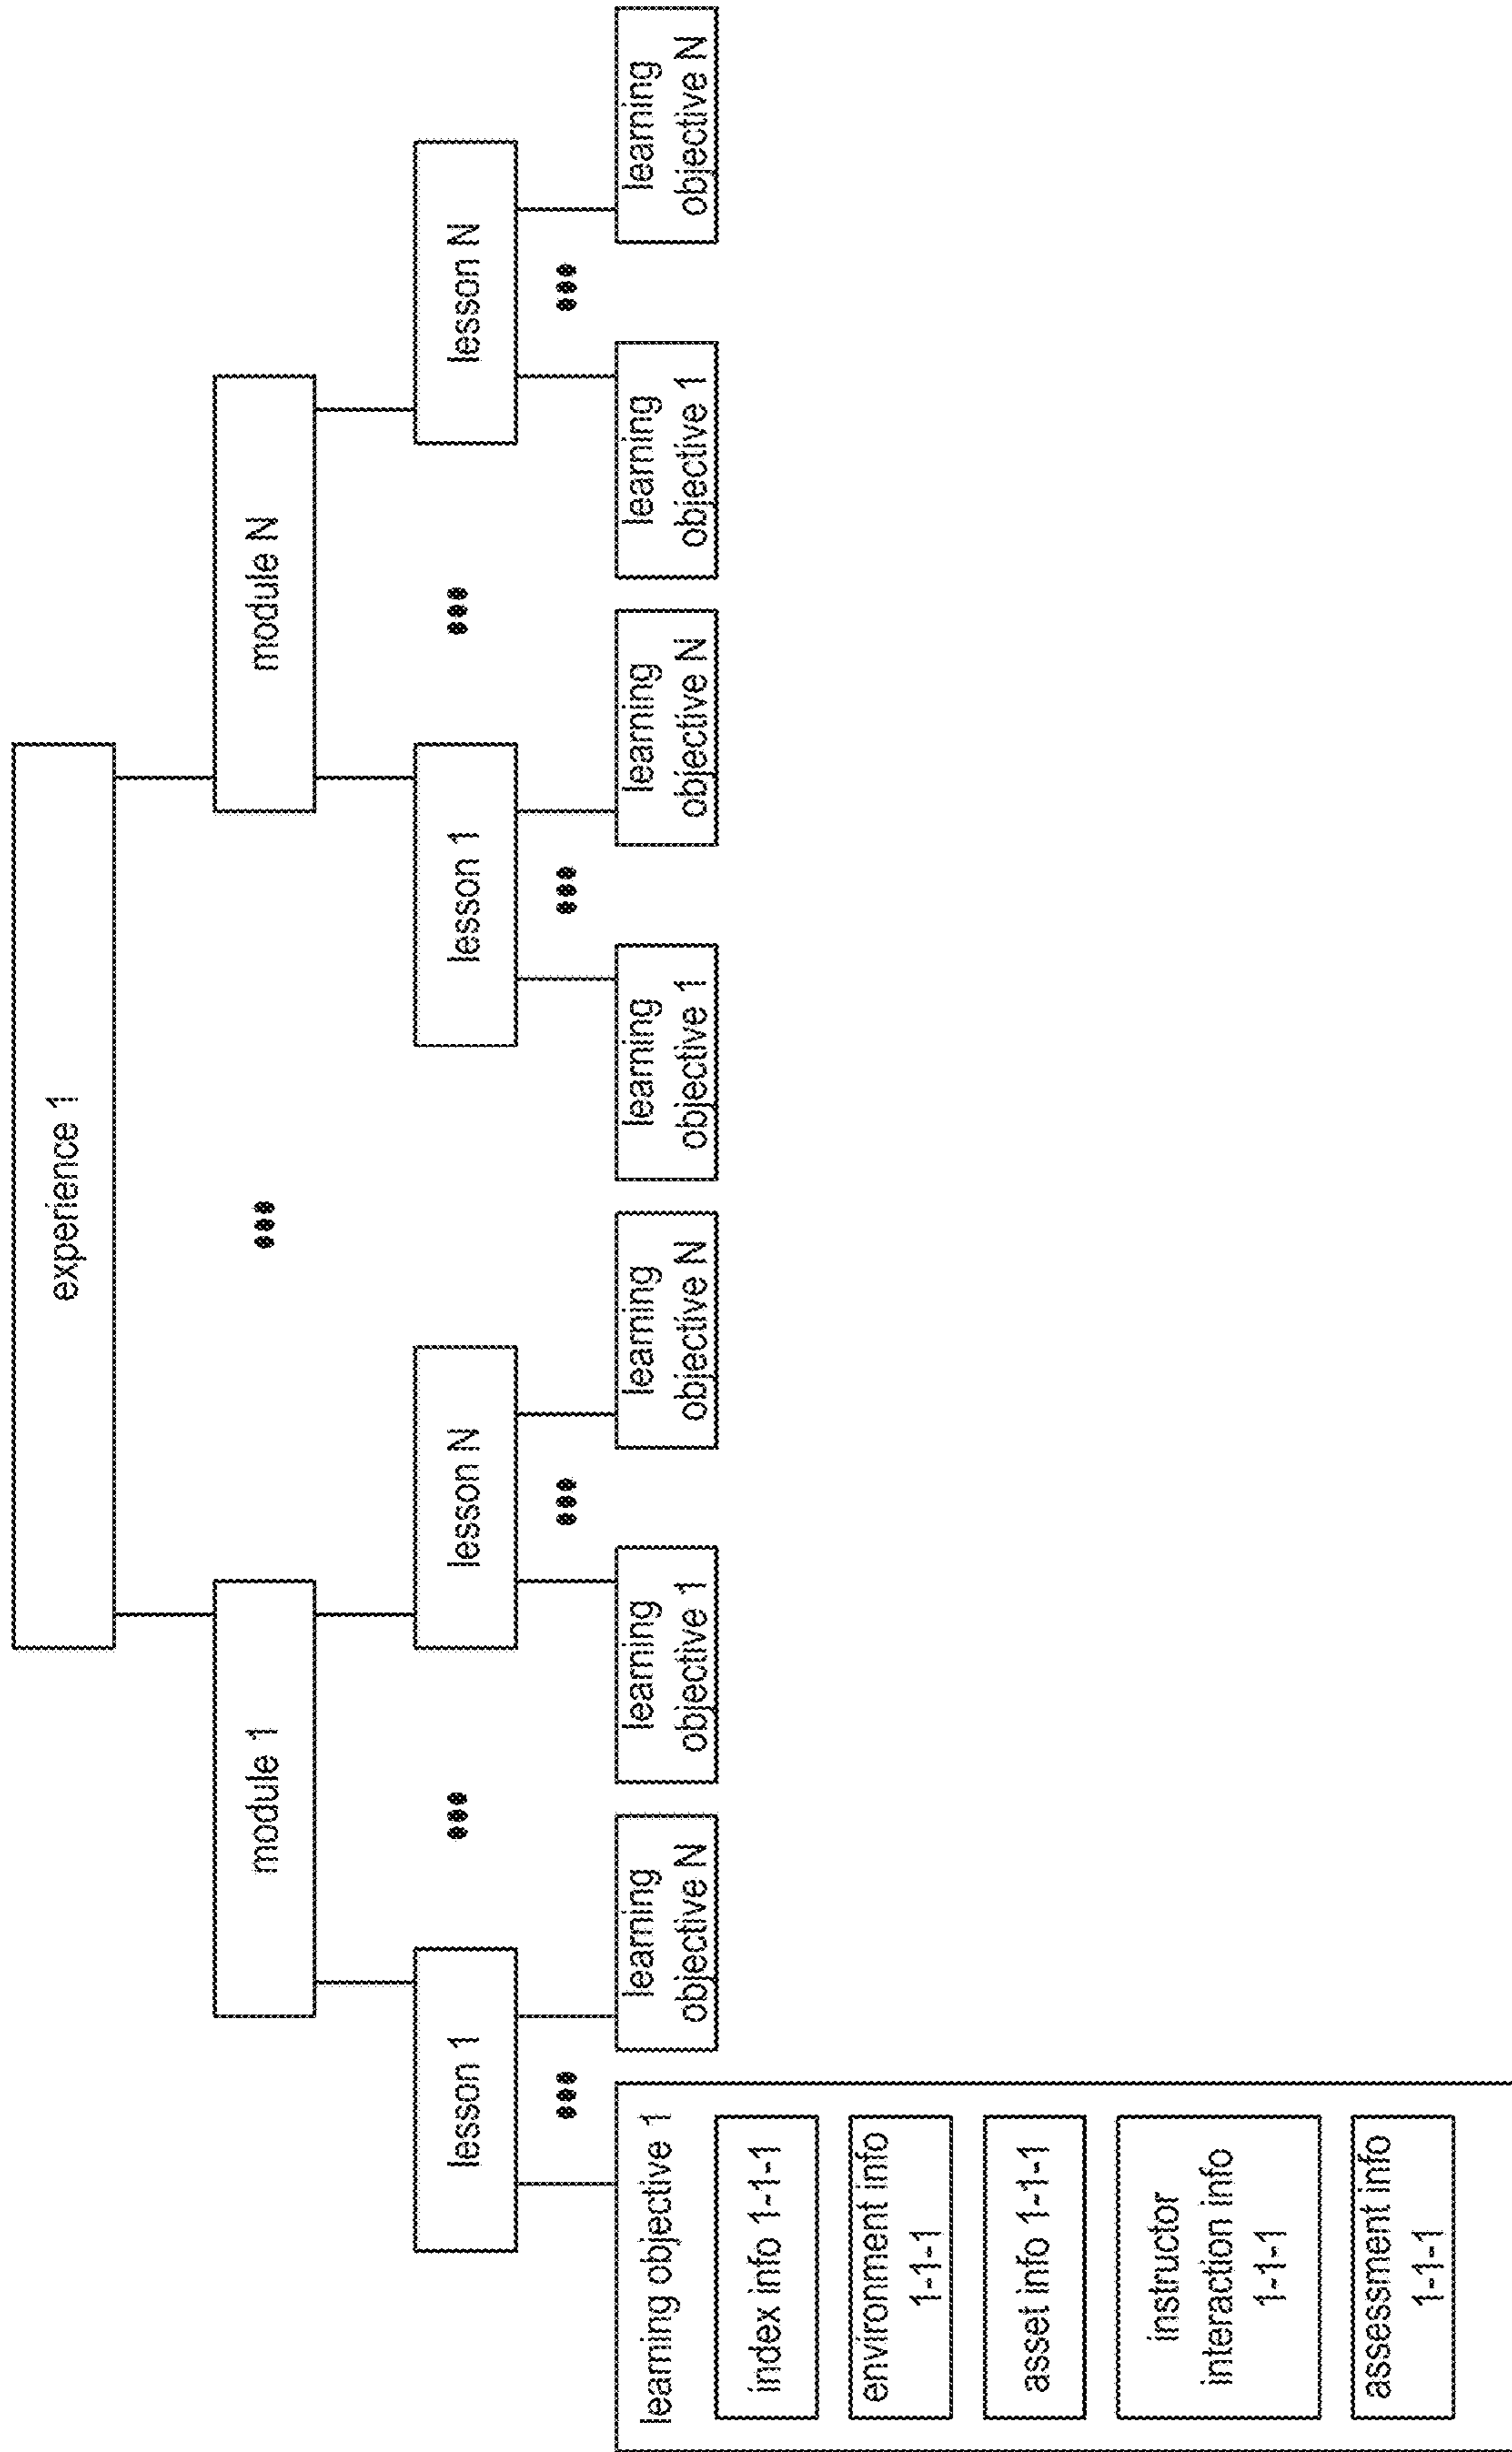 experience 1
module 1
module N
lesson 1
lesson N
lesson 1
lesson N
learning objective 1
index info 1-1-1
environment info
1-1-1
asset info 1-1-1
instructor
interaction info
1-1-1
assessment info
1-1-1
learning
objective N
learning
objective 1
learning
objective N
learning
objective 1
learning
objective N
learning
objective 1
learning
objective N